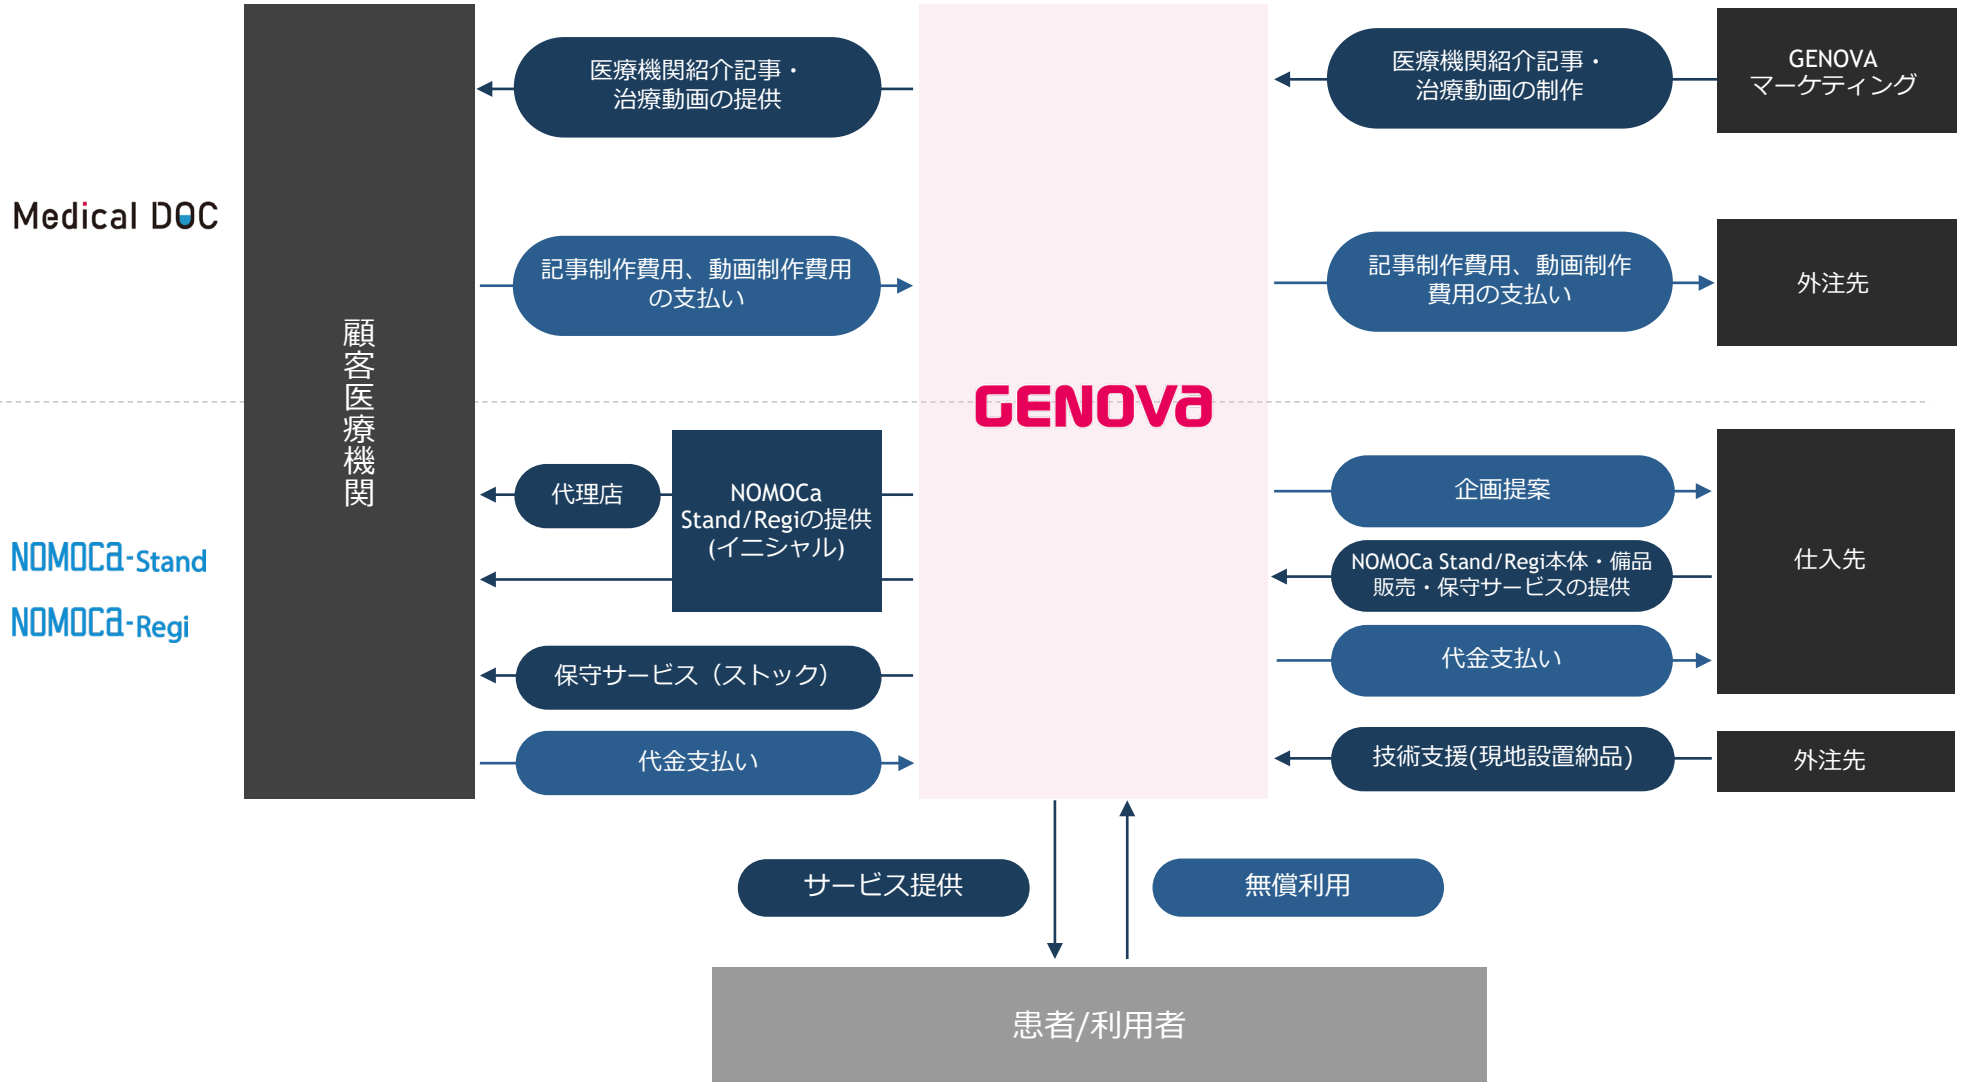 医療機関紹介記事・
治療動画の提供
医療機関紹介記事・
治療動画の制作
GENOVA
マーケティング
Medical DOC
記事制作費用、動画制作費用
の支払い
記事制作費用、動画制作
費用の支払い
外注先
顧客医療機関
GENOVA
代理店
NOMOCa
Stand/Regiの提供
(イニシャル)
企画提案
NOMOCa-Stand
NOMOCa Stand/Regi本体・備品
販売・保守サービスの提供
仕入先
NOMOCa-Regi
保守サービス（ストック）
代金支払い
代金支払い
技術支援(現地設置納品)
外注先
サービス提供
無償利用
患者/利用者